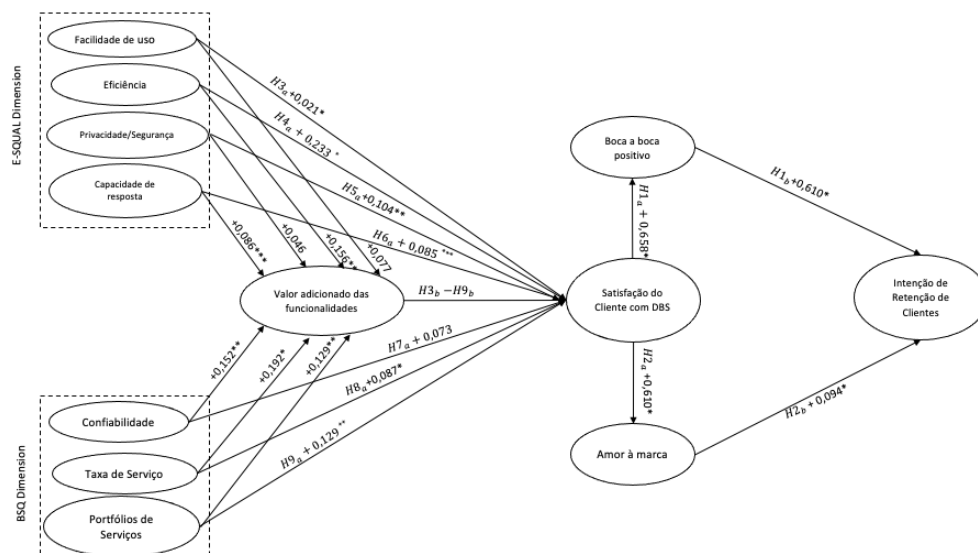 E-SQUAL Dimension
Facilidade de uso
Eficiência
Privacidade/Segurança
Capacidade de
resposta
H3ₐ+0,021*
H4ₐ + 0,233 *
H5ₐ+0,104**
H6ₐ + 0,085 ***
+0,086***
+0,046
+0,156**
+0,077
Valor adicionado das
funcionalidades
H3_b − H9_b
Satisfação do
Cliente com DBS
Boca a boca
positivo
H1ₐ + 0,658*
H1_b+0,610*
Intenção de
Retenção de
Clientes
H2ₐ+0,610*
H2_b + 0,094*
Amor à marca
+0,152**
+0,192*
+0,129**
H7ₐ + 0,073
H8ₐ+0,087*
H9ₐ + 0,129 **
BSQ Dimension
Confiabilidade
Taxa de Serviço
Portfólios de
Serviços